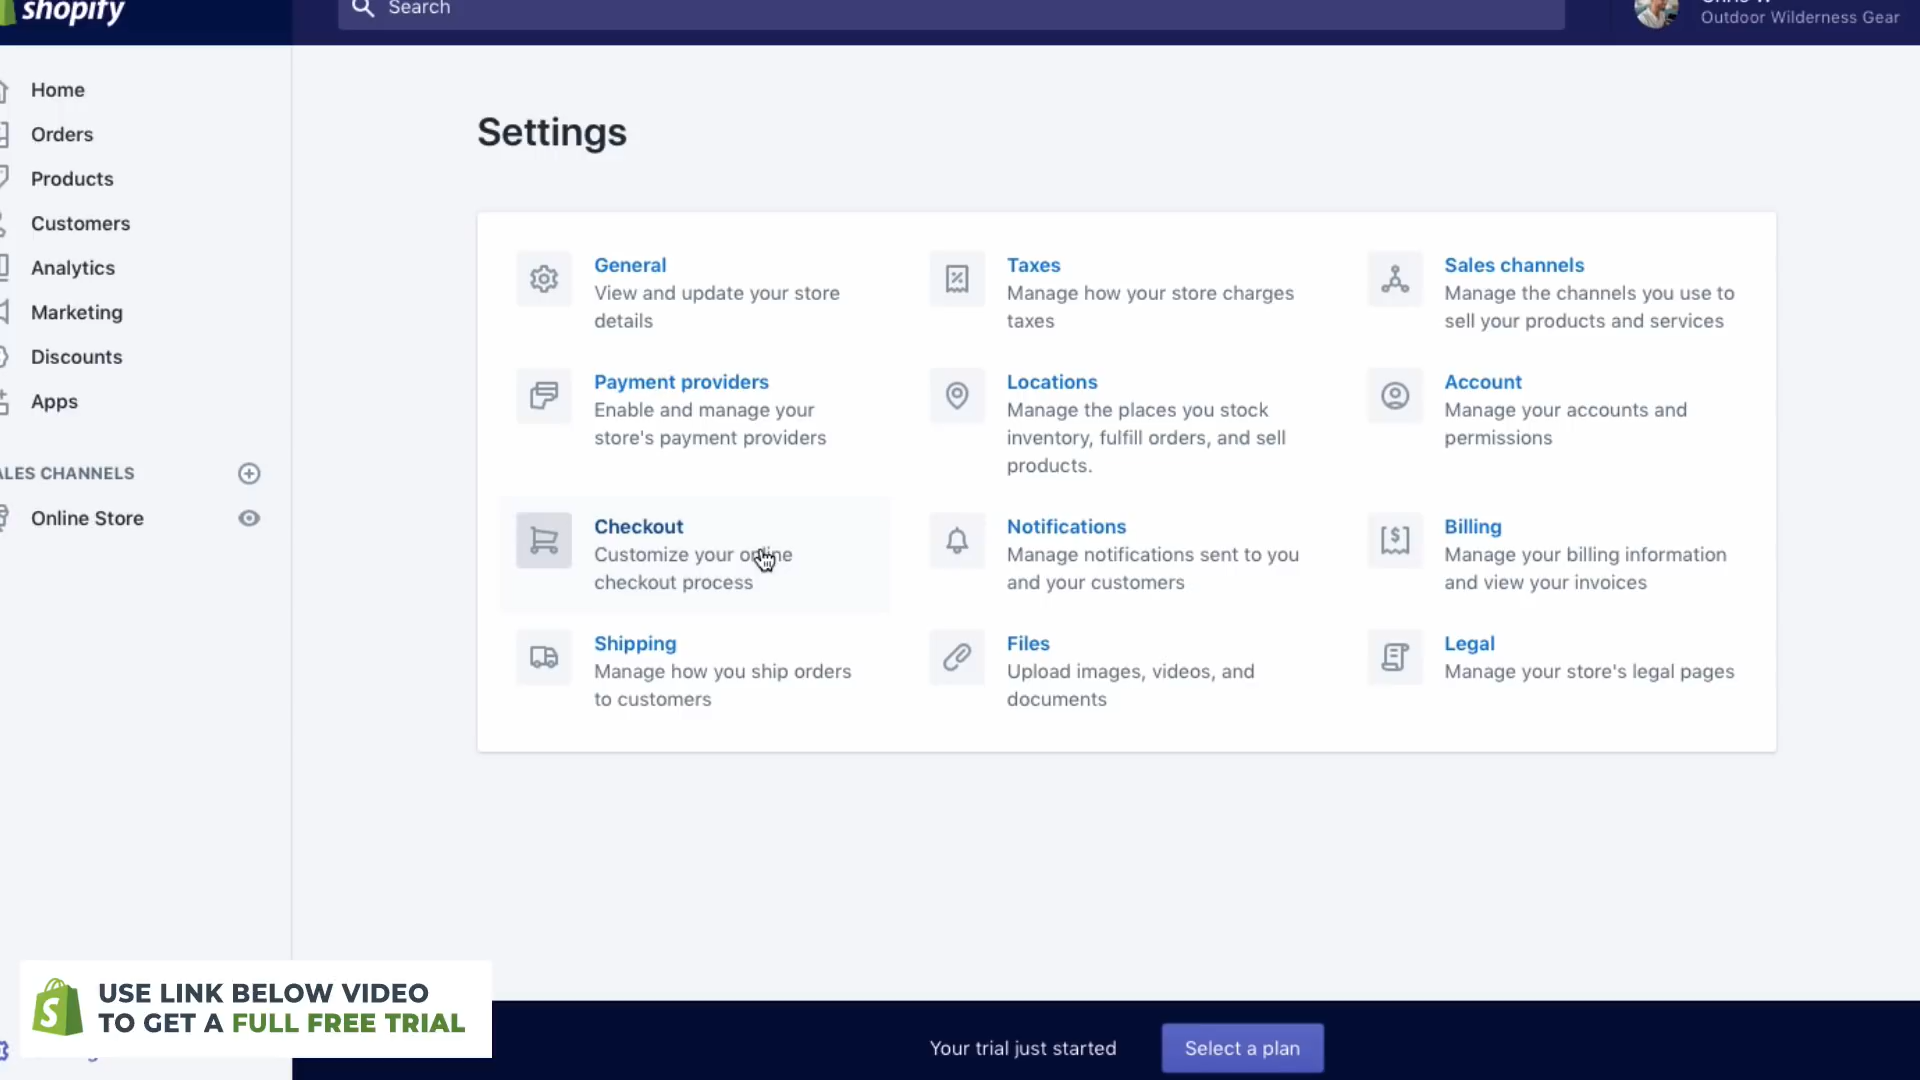 shopify
Search
Outdoor Wilderness Gear
Home
Orders
Products
Customers
Analytics
Marketing
Discounts
Apps
ALES CHANNELS
Online Store
Settings
General
View and update your store
details
Payment providers
Enable and manage your
store's payment providers
Checkout
Customize your online
checkout process
Shipping
Manage how you ship orders
to customers
Taxes
Manage how your store charges
taxes
Locations
Manage the places you stock
inventory, fulfill orders, and sell
products.
Notifications
Manage notifications sent to you
and your customers
Files
Upload images, videos, and
documents
Sales channels
Manage the channels you use to
sell your products and services
Account
Manage your accounts and
permissions
Billing
Manage your billing information
and view your invoices
Legal
Manage your store's legal pages
USE LINK BELOW VIDEO
TO GET A FULL FREE TRIAL
Your trial just started
Select a plan